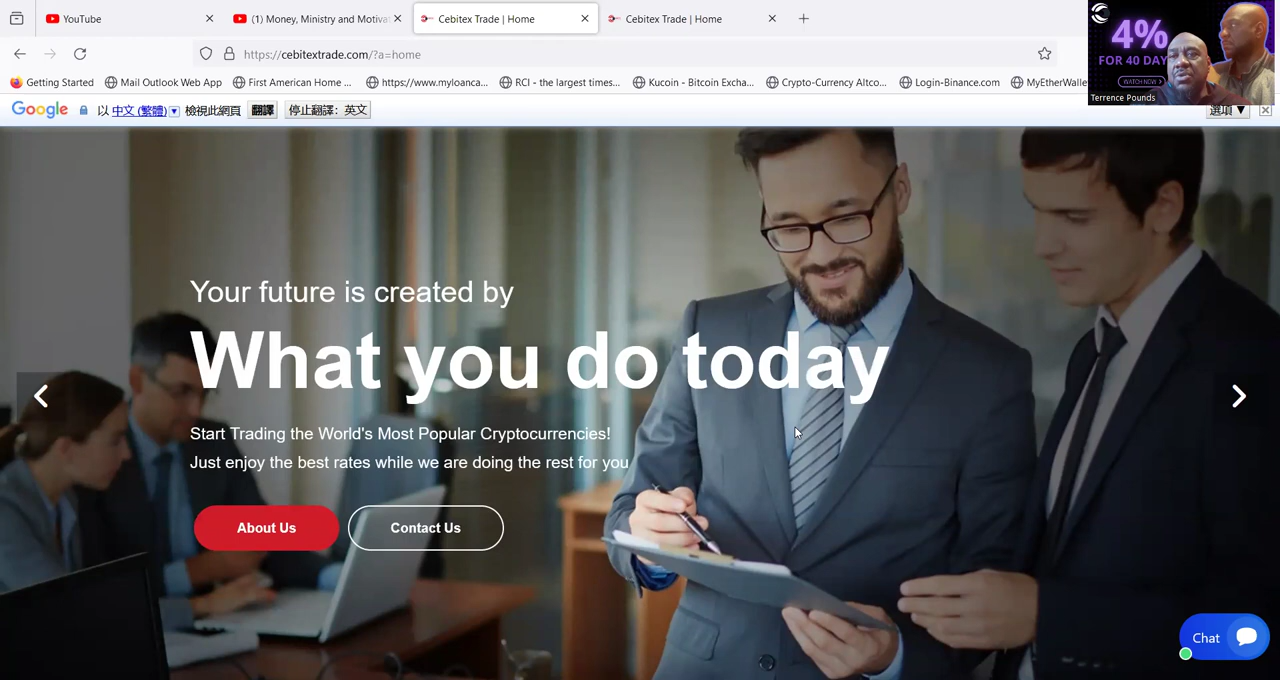 YouTube
(1) Money, Ministry and Motiva
Cebitex Trade | Home
Cebitex Trade | Home
https://cebitextrade.com/?a=home
Getting Started
Mail Outlook Web App
First American Home ...
https://www.myloanc...
RCI - the largest times...
Kucoin - Bitcoin Excha...
Crypto-Currency Altco...
Login-Binance.com
MyEtherWalle
4%
FOR 40 DAY
WATCH NOW
Terrence Pounds
Google 以 中文 (繁體) 檢視此網頁 翻譯 停止翻譯: 英文 選項 ▼
Your future is created by
What you do today
Start Trading the World's Most Popular Cryptocurrencies!
Just enjoy the best rates while we are doing the rest for you
About Us
Contact Us
Chat